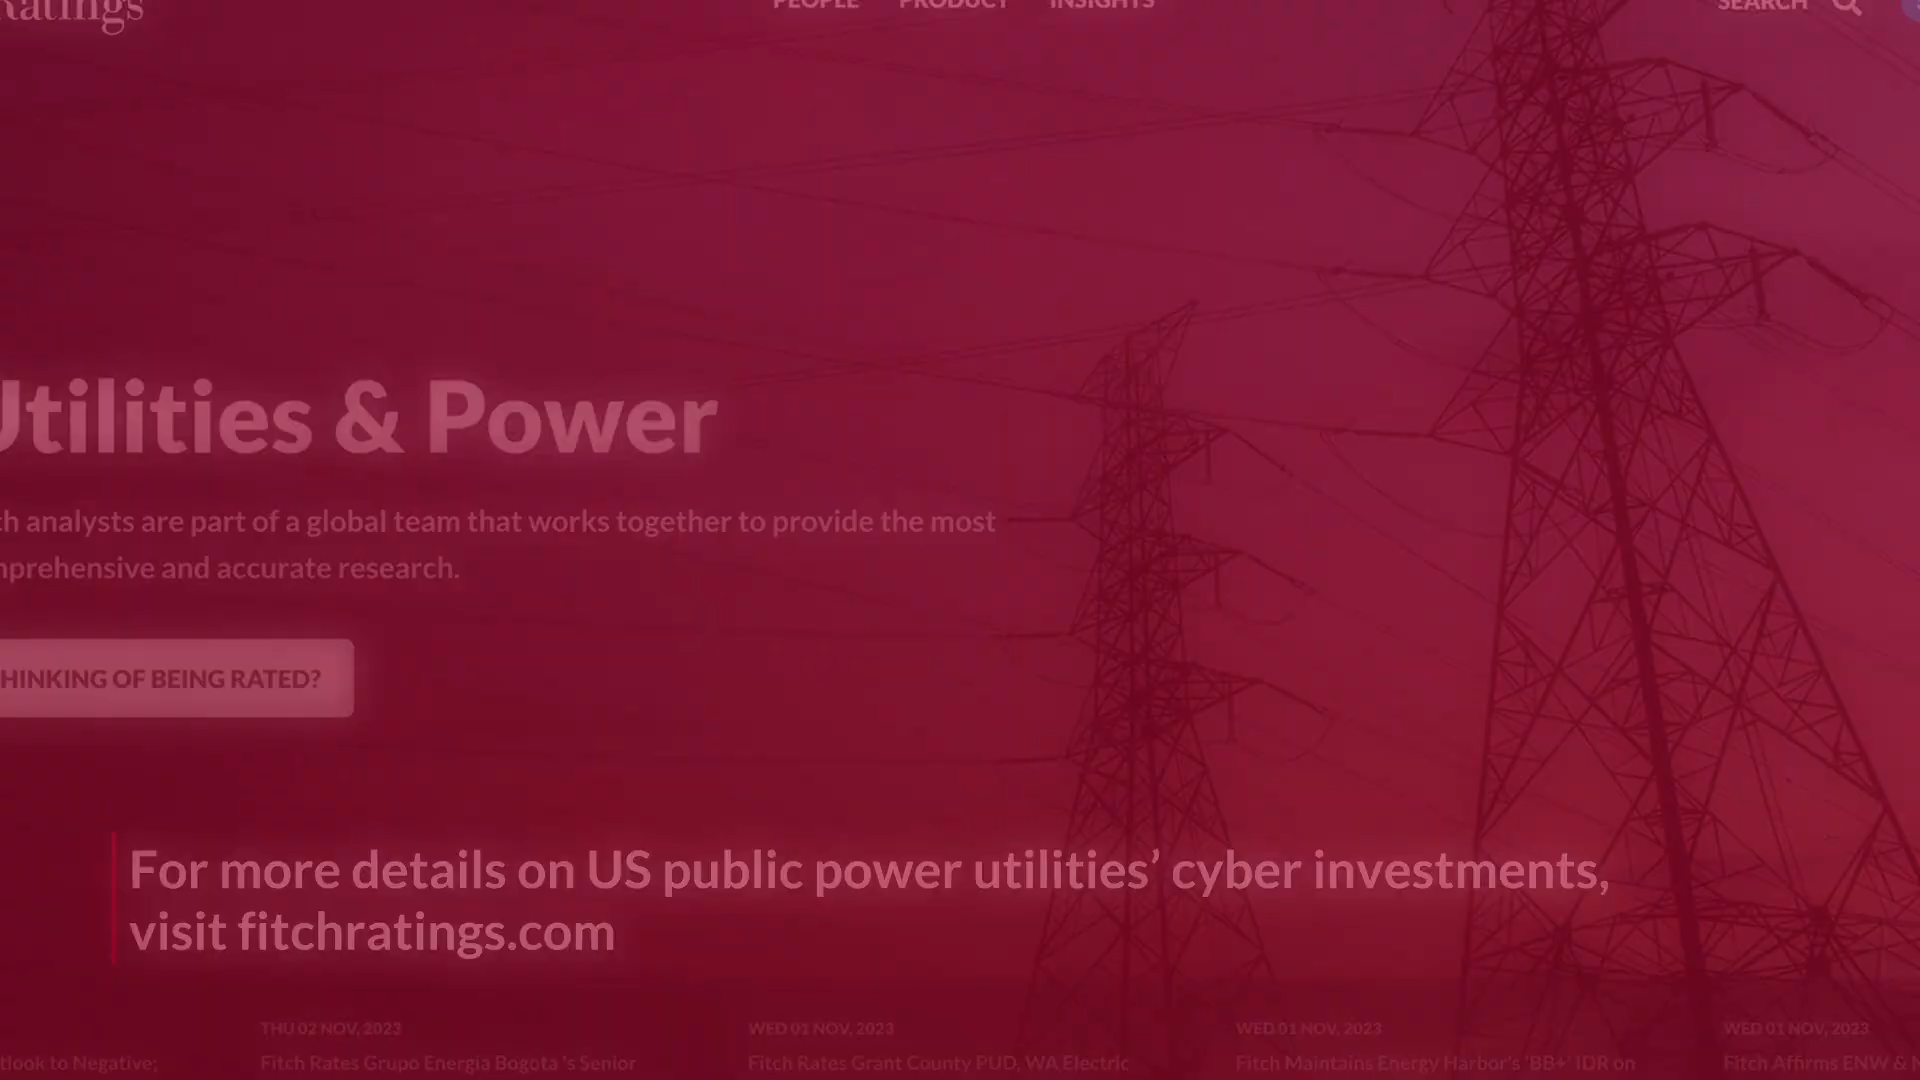 Ratings
PEOPLE PRODUCT INSIGHTS
SEARCH
Utilities & Power
analysts are part of a global team that works together to provide the most
and accurate research.
OF BEING RATED?
For more details on US public power utilities’ cyber investments,
visit fitchratings.com
THU 02 NOV, 2023 WED 01 NOV, 2023 WED 01 NOV, 2023 WED 01 NOV, 2023
to Negative; Fitch Rates Grupo Energia Bogota 's Senior Fitch Rates Grant County PUD, WA Electric Fitch Maintains Energy Harbor's 'BB+' IDR on Fitch Affirms ENW &